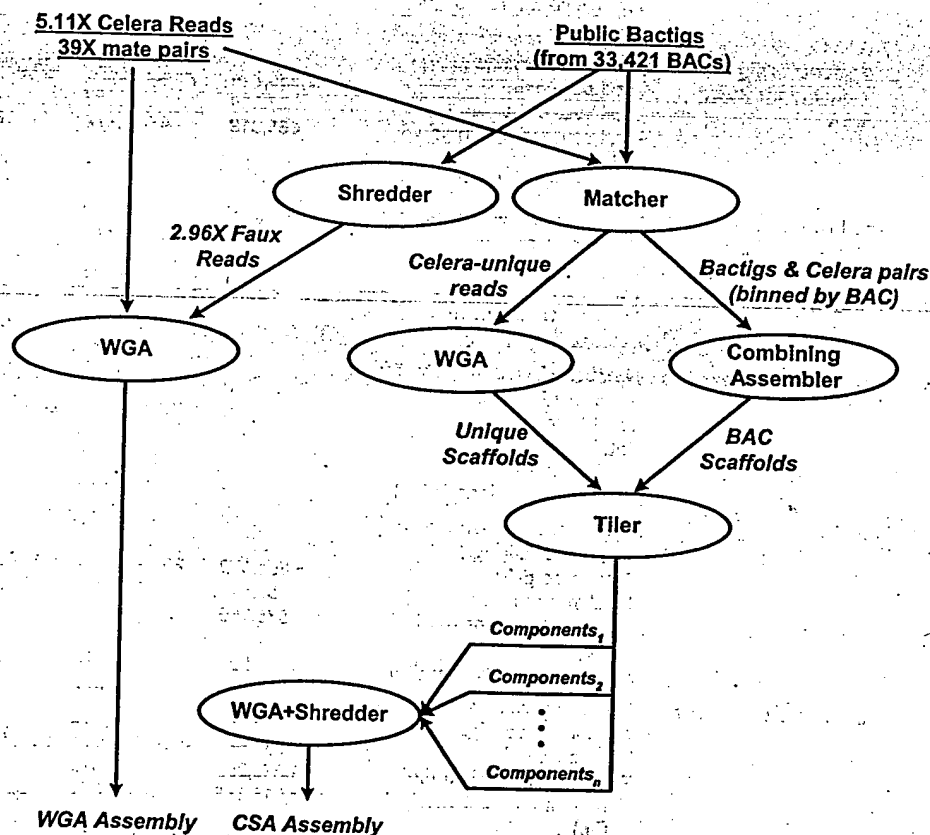 5.11X Celera Reads
39X mate pairs
Public Bactigs
(from 33,421 BACs)
Shredder
Matcher
2.96X Faux
Reads
Celera-unique
reads
Bactigs & Celera pairs
(binned by BAC)
WGA
WGA
Combining
Assembler
Unique
Scaffolds
BAC
Scaffolds
Tiler
Components1
Components2
WGA+Shredder
Componentsn
WGA Assembly
CSA Assembly